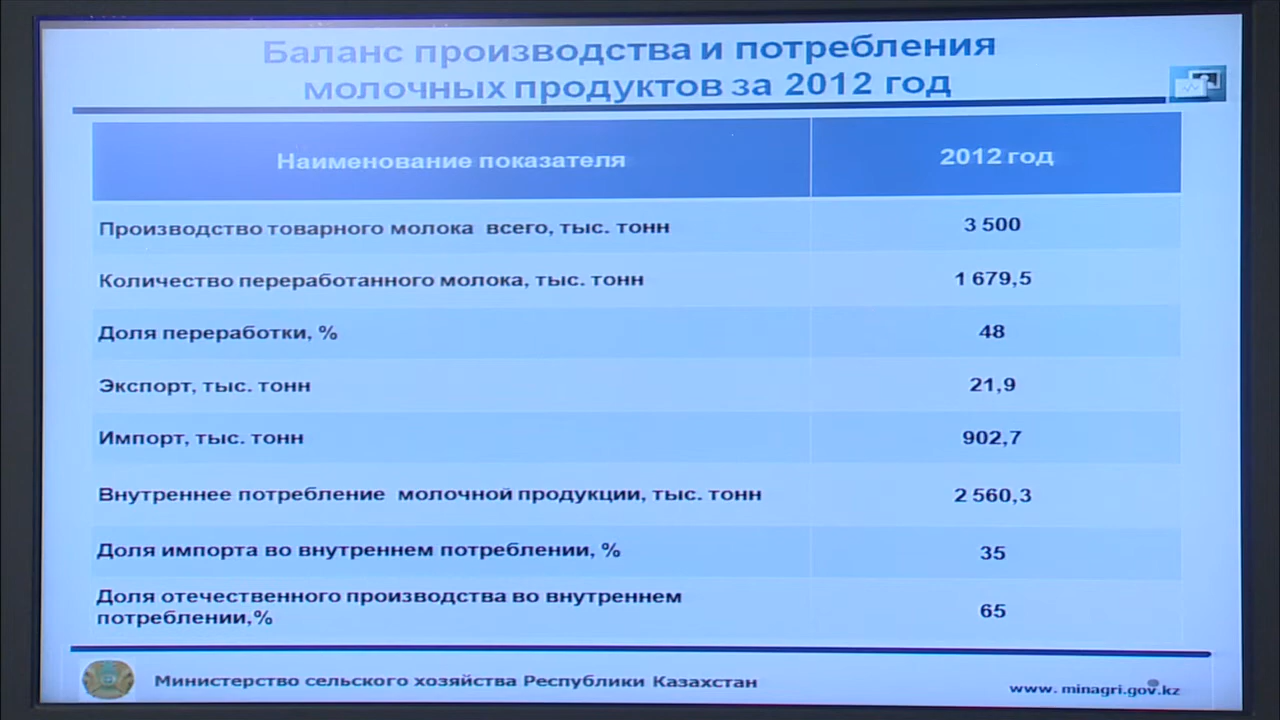 Баланс производства и потребления
молочных продуктов за 2012 год
Наименование показателя 2012 год
Производство товарного молока всего, тыс. тонн 3 500
Количество переработанного молока, тыс. тонн 1 679,5
Доля переработки, % 48
Экспорт, тыс. тонн 21,9
Импорт, тыс. тонн 902,7
Внутреннее потребление молочной продукции, тыс. тонн 2 560,3
Доля импорта во внутреннем потреблении, % 35
Доля отечественного производства во внутреннем
потреблении,% 65
Министерство сельского хозяйства Республики Казахстан
www. minagri.gov.kz